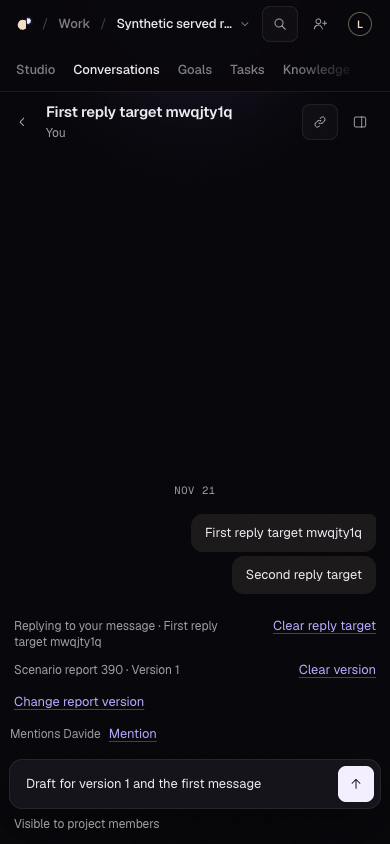 / Work / Synthetic served r... L
Studio Conversations Goals Tasks Knowledge
First reply target mwqjty1q
You
NOV 21
First reply target mwqjty1q
Second reply target
Replying to your message · First reply
target mwqjty1q
Clear reply target
Scenario report 390 · Version 1 Clear version
Change report version
Mentions Davide Mention
Draft for version 1 and the first message
Visible to project members